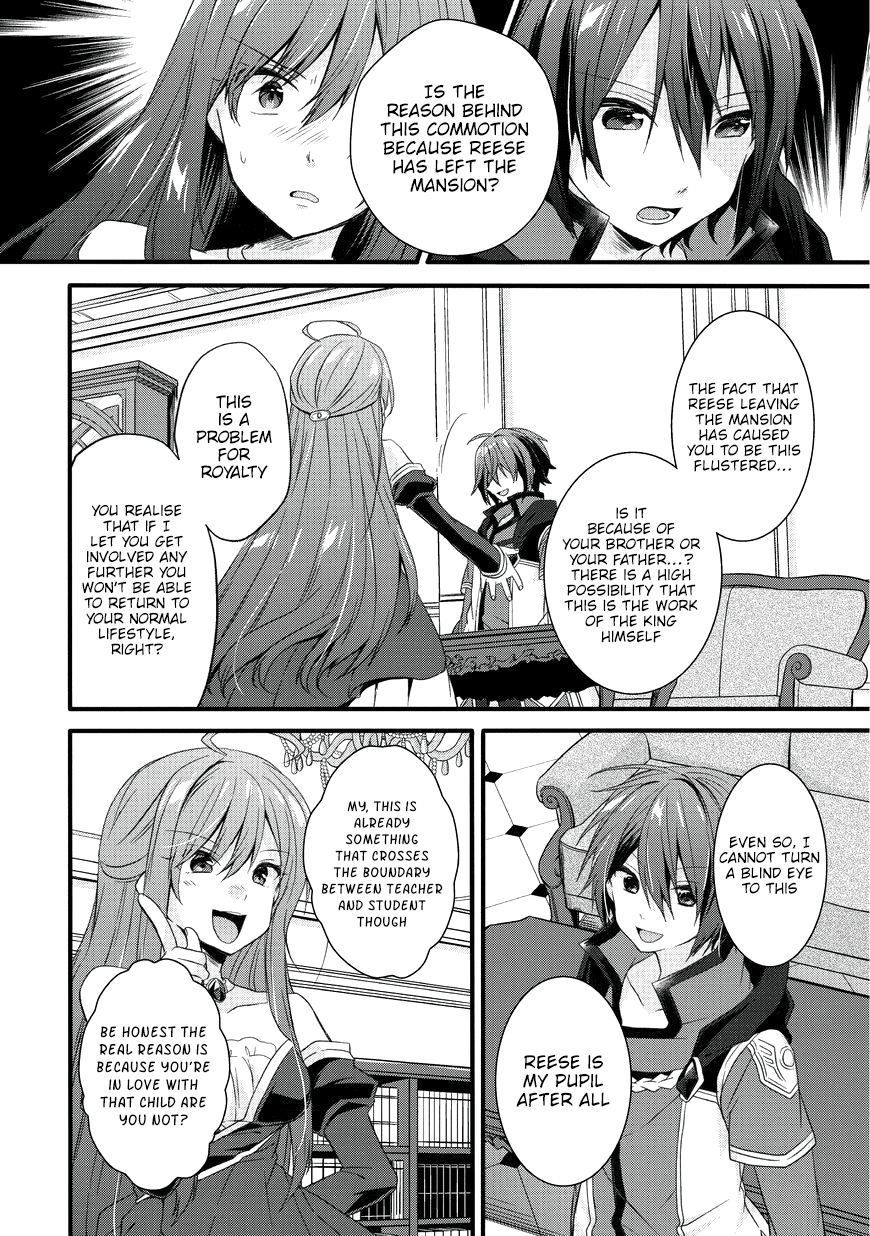 IS THE
REASON BEHIND
THIS COMMOTION
BECAUSE REESE
HAS LEFT THE
MANSION?
THE FACT THAT
REESE LEAVING
THE MANSION
HAS CAUSED
YOU TO BE THIS
FLUSTERED...
IS IT
BECAUSE OF
YOUR BROTHER OR
YOUR FATHER...?
THERE IS A HIGH
POSSIBILITY THAT
THIS IS THE WORK
OF THE KING
HIMSELF
THIS
IS A
PROBLEM
FOR
ROYALTY
YOU REALISE
THAT IF I
LET YOU GET
INVOLVED ANY
FURTHER YOU
WON'T BE ABLE
TO RETURN TO
YOUR NORMAL
LIFESTYLE,
RIGHT?
EVEN SO, I
CANNOT TURN
A BLIND EYE
TO THIS
REESE IS
MY PUPIL
AFTER ALL
MY, THIS IS
ALREADY
SOMETHING
THAT CROSSES
THE BOUNDARY
BETWEEN TEACHER
AND STUDENT
THOUGH
BE HONEST THE
REAL REASON IS
BECAUSE YOU'RE
IN LOVE WITH
THAT CHILD ARE
YOU NOT?